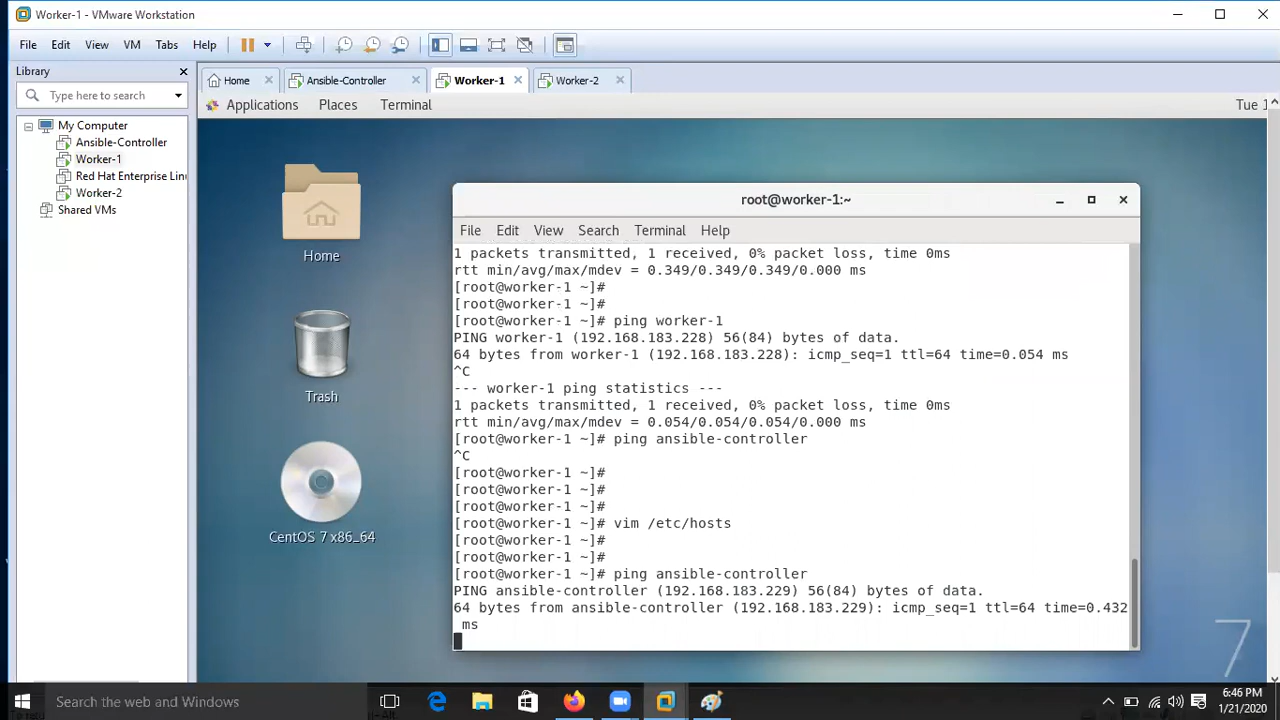 Worker-1 - VMware Workstation
File Edit View VM Tabs Help
Library
Type here to search
My Computer
Ansible-Controller
Worker-1
Red Hat Enterprise Linu
Worker-2
Shared VMs
Home Ansible-Controller Worker-1 Worker-2
Applications Places Terminal Tue 1
Home
Trash
CentOS 7 x86_64
root@worker-1:~
File Edit View Search Terminal Help
1 packets transmitted, 1 received, 0% packet loss, time 0ms
rtt min/avg/max/mdev = 0.349/0.349/0.349/0.000 ms
[root@worker-1 ~]#
[root@worker-1 ~]#
[root@worker-1 ~]# ping worker-1
PING worker-1 (192.168.183.228) 56(84) bytes of data.
64 bytes from worker-1 (192.168.183.228): icmp_seq=1 ttl=64 time=0.054 ms
^C
--- worker-1 ping statistics ---
1 packets transmitted, 1 received, 0% packet loss, time 0ms
rtt min/avg/max/mdev = 0.054/0.054/0.054/0.000 ms
[root@worker-1 ~]# ping ansible-controller
^C
[root@worker-1 ~]#
[root@worker-1 ~]#
[root@worker-1 ~]#
[root@worker-1 ~]# vim /etc/hosts
[root@worker-1 ~]#
[root@worker-1 ~]#
[root@worker-1 ~]# ping ansible-controller
PING ansible-controller (192.168.183.229) 56(84) bytes of data.
64 bytes from ansible-controller (192.168.183.229): icmp_seq=1 ttl=64 time=0.432
ms
7
Search the web and Windows
6:46 PM
1/21/2020